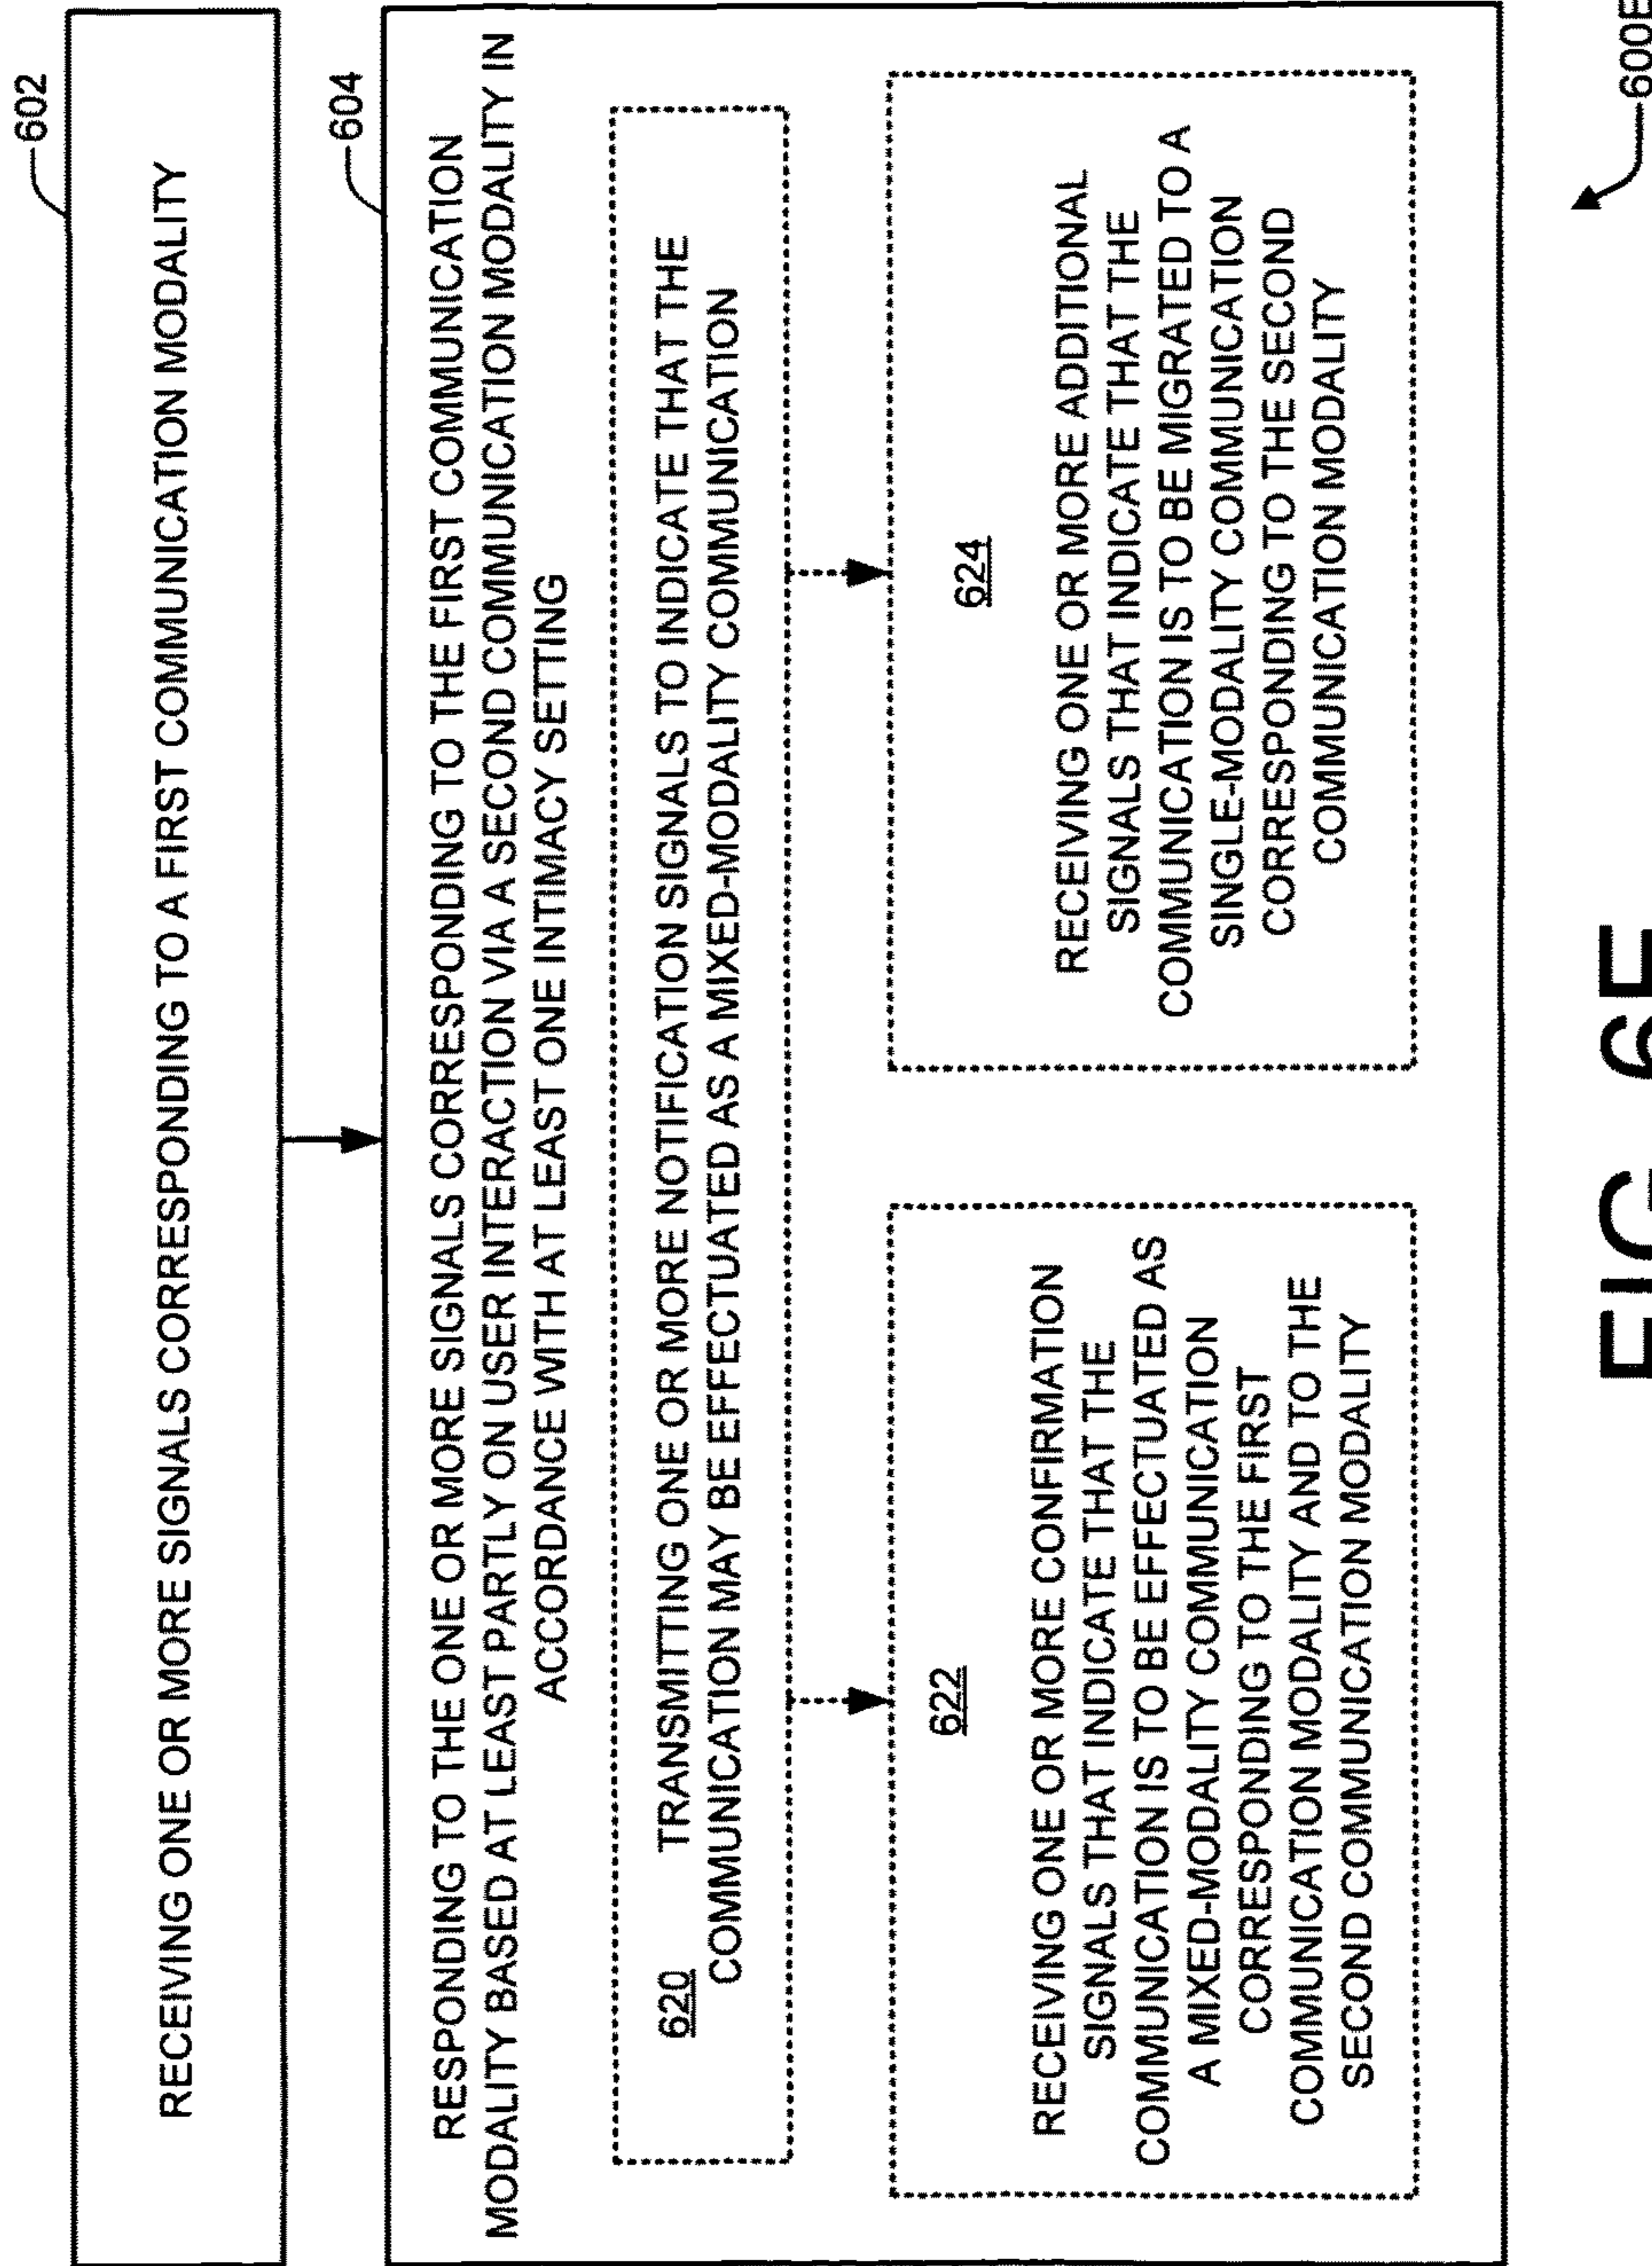 602
RECEIVING ONE OR MORE SIGNALS CORRESPONDING TO A FIRST COMMUNICATION MODALITY
604
RESPONDING TO THE ONE OR MORE SIGNALS CORRESPONDING TO THE FIRST COMMUNICATION
MODALITY BASED AT LEAST PARTLY ON USER INTERACTION VIA A SECOND COMMUNICATION MODALITY IN
ACCORDANCE WITH AT LEAST ONE INTIMACY SETTING
620 TRANSMITTING ONE OR MORE NOTIFICATION SIGNALS TO INDICATE THAT THE
COMMUNICATION MAY BE EFFECTUATED AS A MIXED-MODALITY COMMUNICATION
622
RECEIVING ONE OR MORE CONFIRMATION
SIGNALS THAT INDICATE THAT THE
COMMUNICATION IS TO BE EFFECTUATED AS
A MIXED-MODALITY COMMUNICATION
CORRESPONDING TO THE FIRST
COMMUNICATION MODALITY AND TO THE
SECOND COMMUNICATION MODALITY
624
RECEIVING ONE OR MORE ADDITIONAL
SIGNALS THAT INDICATE THAT THE
COMMUNICATION IS TO BE MIGRATED TO A
SINGLE-MODALITY COMMUNICATION
CORRESPONDING TO THE SECOND
COMMUNICATION MODALITY
600E
FIG. 6E